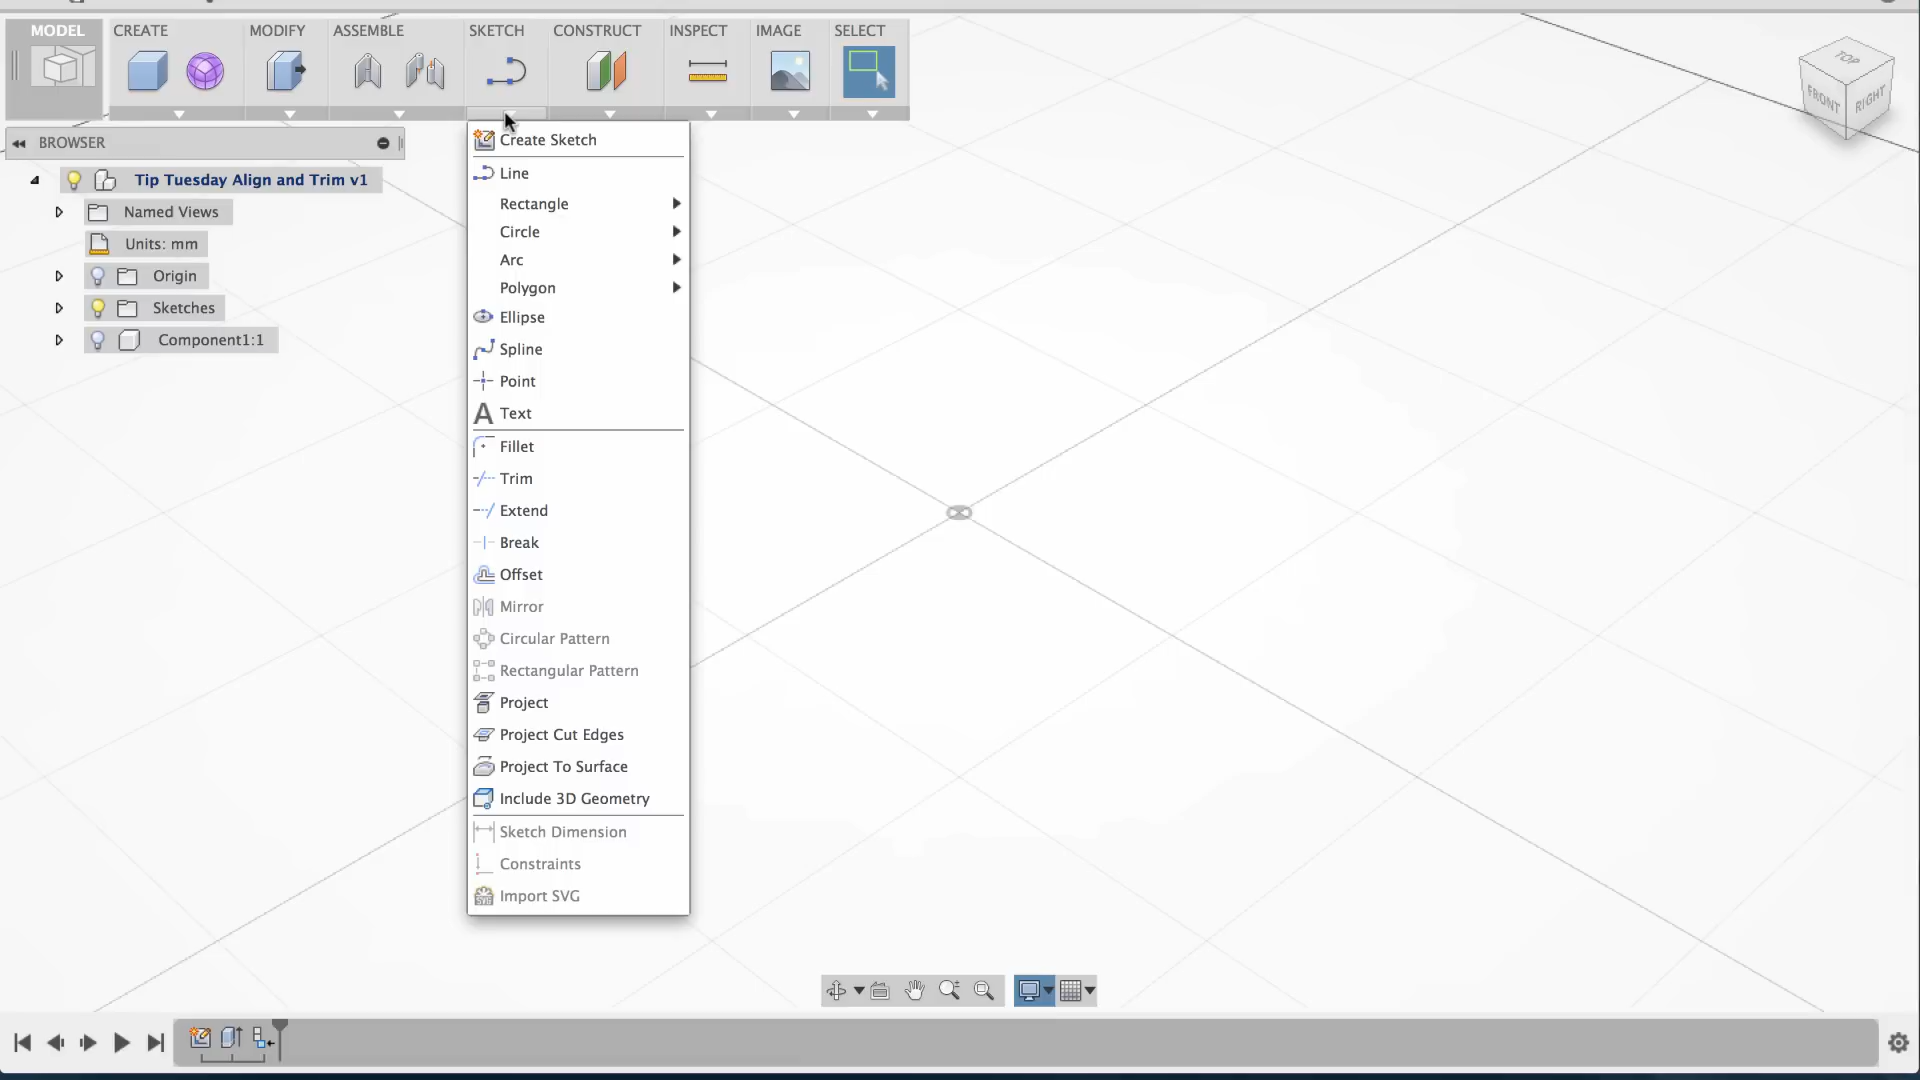 MODEL
CREATE
MODIFY
ASSEMBLE
SKETCH
CONSTRUCT
INSPECT
IMAGE
SELECT
TOP
FRONT
RIGHT
BROWSER
Tip Tuesday Align and Trim v1
Named Views
Units: mm
Origin
Sketches
Component1:1
Create Sketch
Line
Rectangle
Circle
Arc
Polygon
Ellipse
Spline
Point
A Text
Fillet
Trim
Extend
Break
Offset
Mirror
Circular Pattern
Rectangular Pattern
Project
Project Cut Edges
Project To Surface
Include 3D Geometry
Sketch Dimension
Constraints
SVG Import SVG